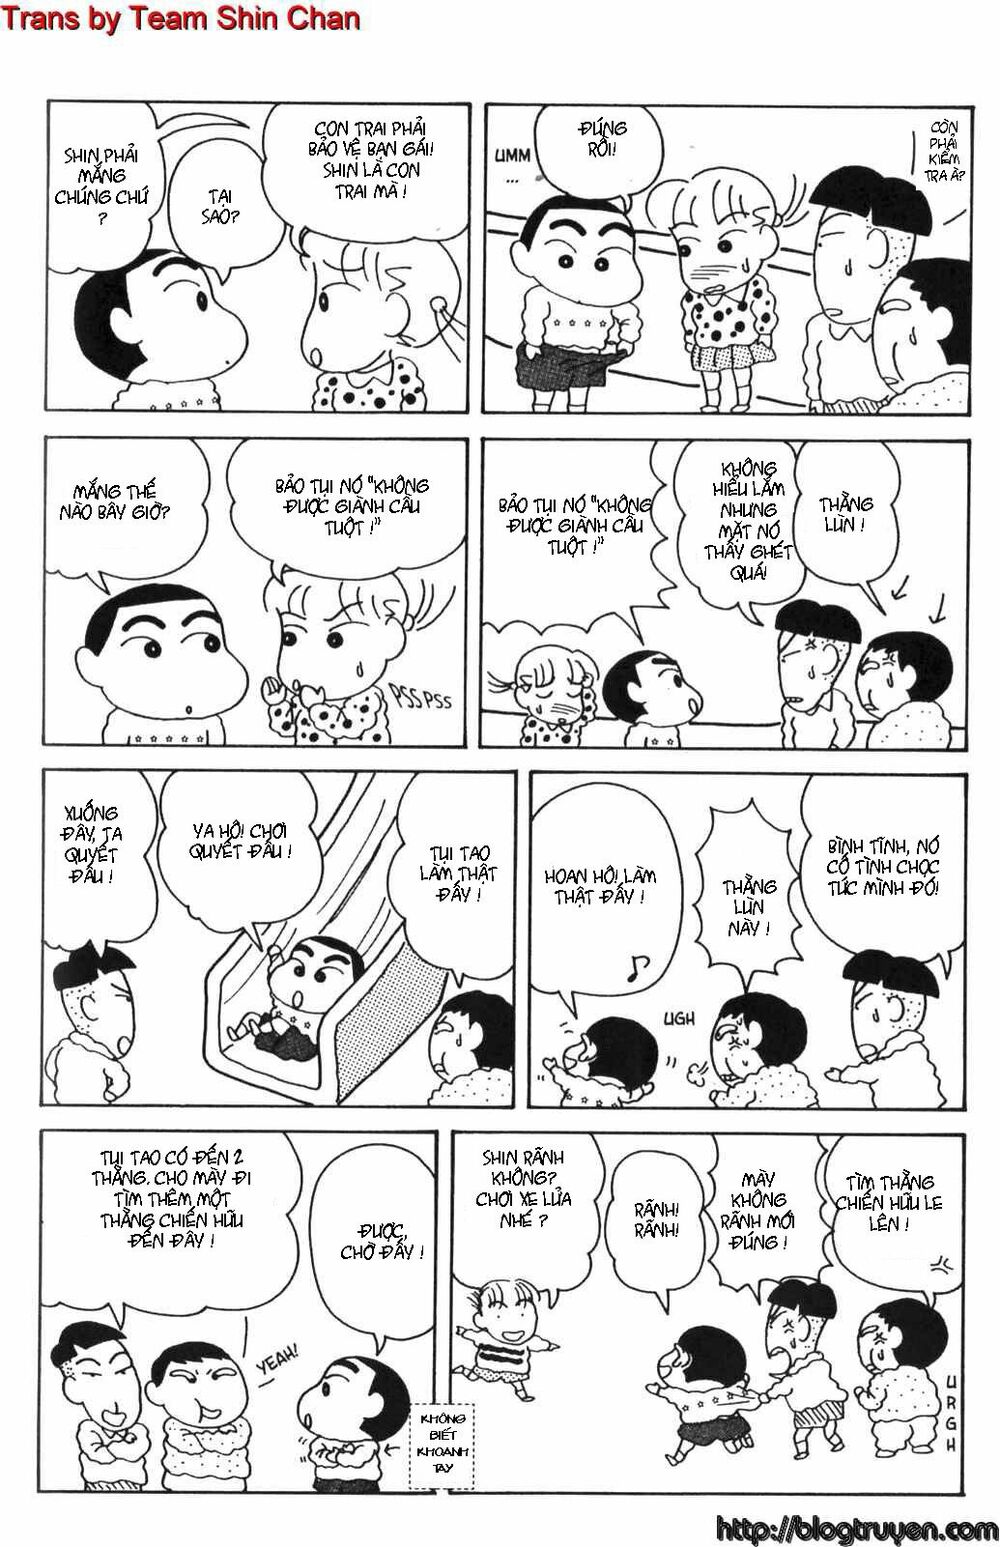 Trans by Team Shin Chan
SHIN PHẢI
MẮNG
CHÚNG CHỨ
?
TẠI
SAO?
CON TRAI PHẢI
BẢO VỆ BẠN GÁI!
SHIN LÀ CON
TRAI MÀ !
UMM
...
ĐÚNG
RỒI!
CÒN
PHẢI
KIỂM
TRA À?
MẮNG THẾ
NÀO BÂY GIỜ?
BẢO TỤI NÓ "KHÔNG
ĐƯỢC GIÀNH CẦU
TUỘT !"
PSS PSS
BẢO TỤI NÓ "KHÔNG
ĐƯỢC GIÀNH CẦU
TUỘT !"
KHÔNG
HIỂU LẮM
NHƯNG
MẶT NÓ
THẤY GHÉT
QUÁ!
THẰNG
LÙN !
XUỐNG
ĐÂY, TA
QUYẾT
ĐẤU !
YA HÔ! CHƠI
QUYẾT ĐẤU !
TỤI TAO
LÀM THẬT
ĐẤY !
HOAN HÔ! LÀM
THẬT ĐẤY !
UGH
THẰNG
LÙN
NÀY !
BÌNH TĨNH, NÓ
CỐ TÌNH CHỌC
TỨC MÌNH ĐÓ!
TỤI TAO CÓ ĐẾN 2
THẰNG. CHO MÀY ĐI
TÌM THÊM MỘT
THẰNG CHIẾN HỮU
ĐẾN ĐÂY !
YEAH!
ĐƯỢC,
CHỜ ĐẤY !
KHÔNG
BIẾT
KHOANH
TAY
SHIN RÃNH
KHÔNG?
CHƠI XE LỬA
NHÉ ?
RÃNH!
RÃNH!
MÀY
KHÔNG
RÃNH MỚI
ĐÚNG !
TÌM THẰNG
CHIẾN HỮU LẸ
LÊN !
URGH
http://blogtruyen.com